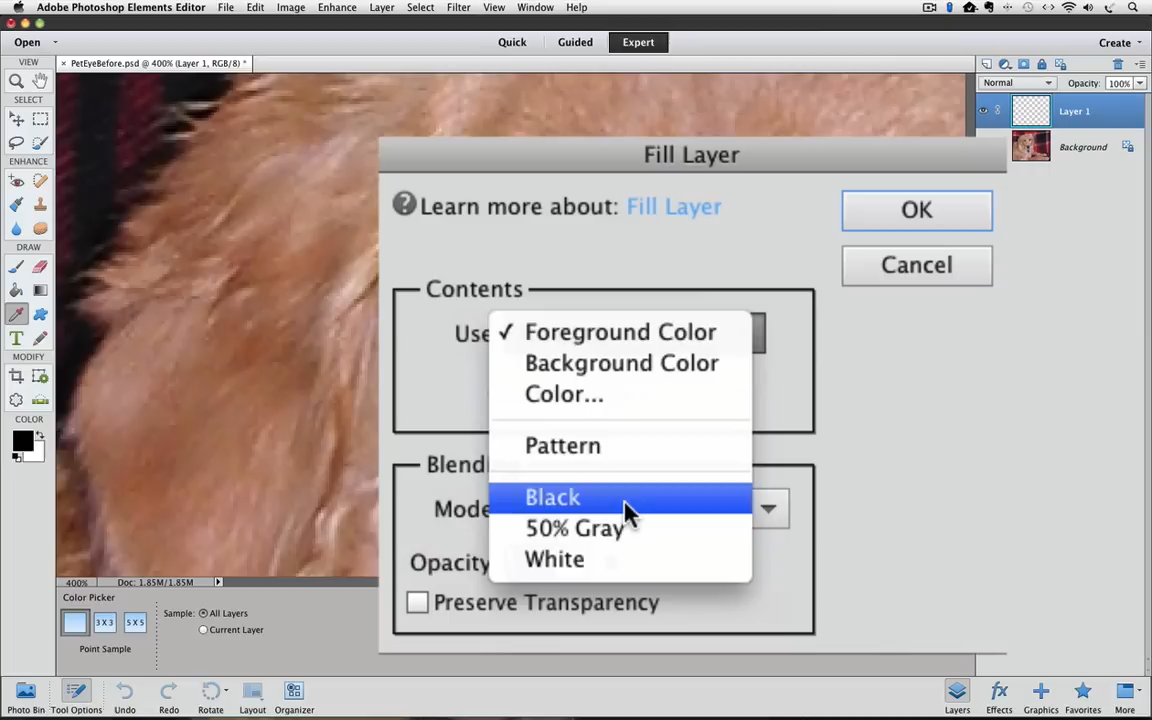 Adobe Photoshop Elements Editor File Edit Image Enhance Layer Select Filter View Window Help
Open Quick Guided Expert Create
VIEW × PetEyeBefore.psd @ 400% (Layer 1, RGB/8) *
Normal Opacity: 100%
SELECT
Layer 1
Background
ENHANCE
DRAW
T
MODIFY
COLOR
Fill Layer
? Learn more about: Fill Layer
OK
Cancel
Contents
Use
✓ Foreground Color
Background Color
Color...
Pattern
Black
50% Gray
White
Blendi
Mode
Opacity
Preserve Transparency
400% Doc: 1.85M/1.85M
Color Picker
3 X 3 5 X 5
Point Sample
Sample: All Layers
Current Layer
Photo Bin Tool Options Undo Redo Rotate Layout Organizer Layers Effects Graphics Favorites More
fx